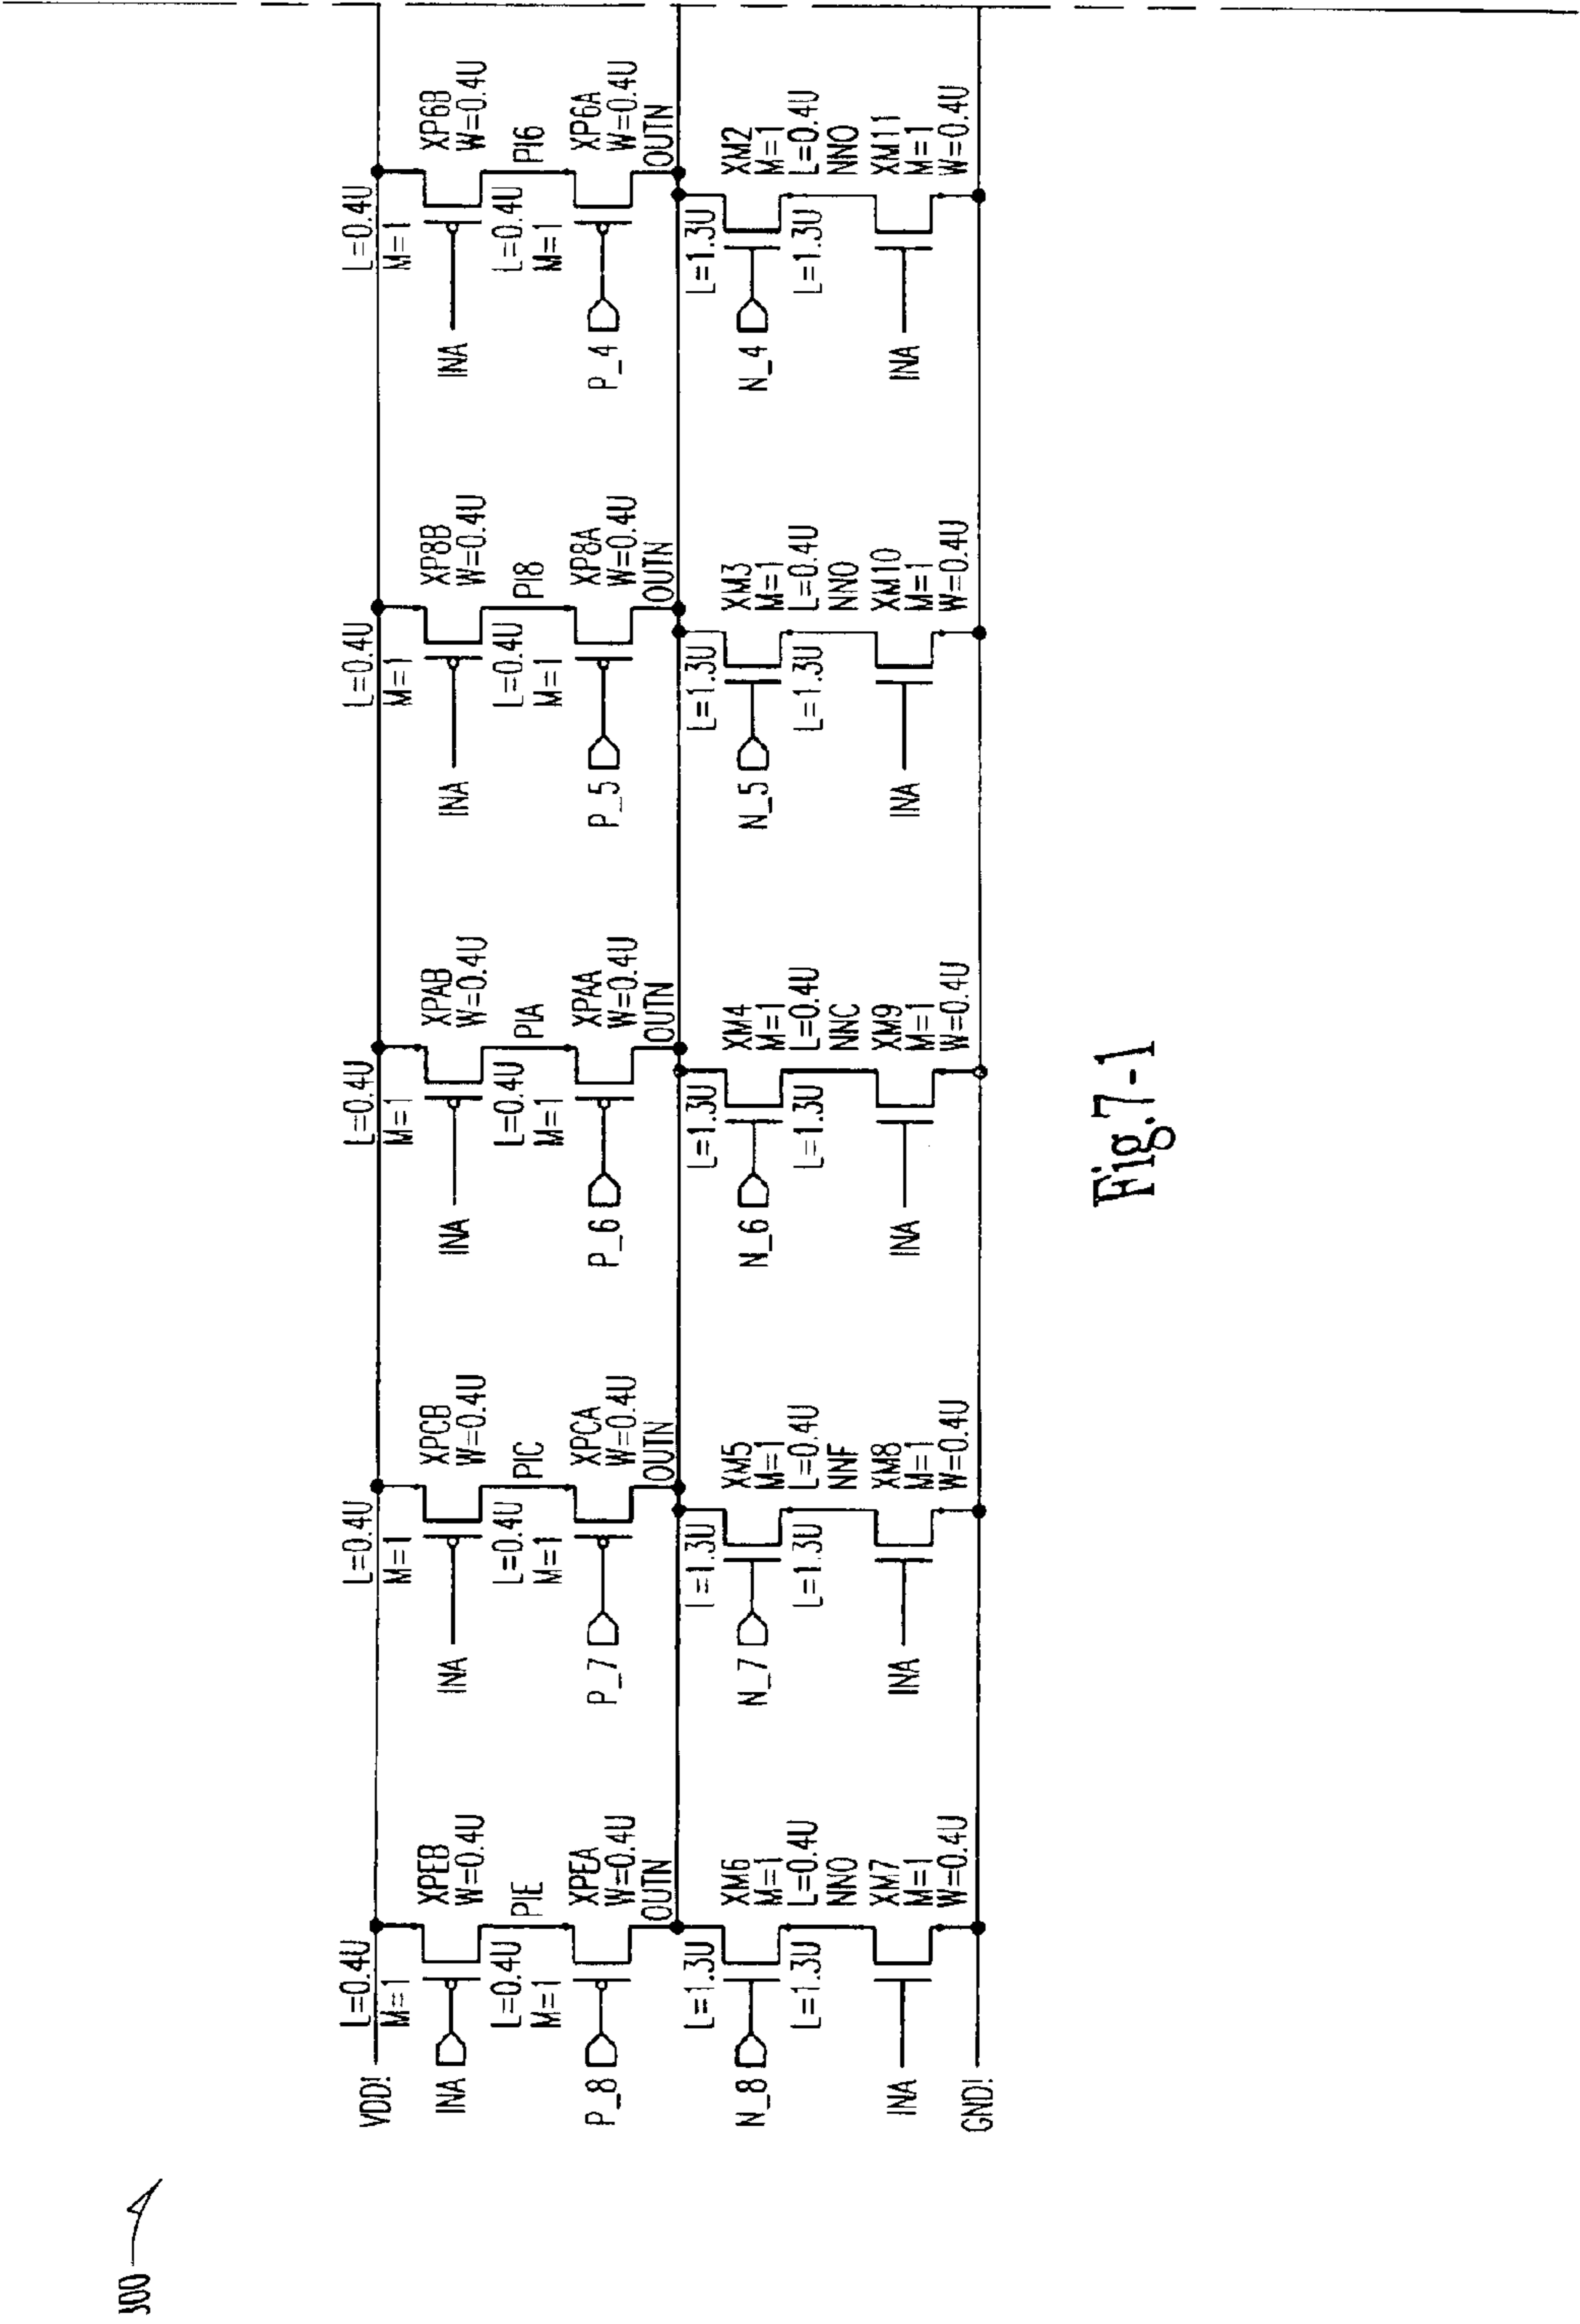 VDD!
L=0.4U
M=1
XPEB
W=0.4U
INA
PIE
L=0.4U
M=1
XPEA
W=0.4U
P_8
OUTN
L=1.3U
XM6
M=1
L=0.4U
N_8
NNO
L=1.3U
XM7
M=1
W=0.4U
INA
GND!
L=0.4U
M=1
XPCB
W=0.4U
INA
PIC
L=0.4U
M=1
XPCA
W=0.4U
P_7
OUTN
L=1.3U
XM5
M=1
L=0.4U
N_7
NNF
L=1.3U
XM8
M=1
W=0.4U
INA
L=0.4U
M=1
XPAB
W=0.4U
INA
PIA
L=0.4U
M=1
XPAA
W=0.4U
P_6
OUTN
L=1.3U
XM4
M=1
L=0.4U
N_6
NNC
L=1.3U
XM9
M=1
W=0.4U
INA
L=0.4U
M=1
XP8B
W=0.4U
INA
PI8
L=0.4U
M=1
XP8A
W=0.4U
P_5
OUTN
L=1.3U
XM3
M=1
L=0.4U
N_5
NNO
L=1.3U
XM10
M=1
W=0.4U
INA
L=0.4U
M=1
XP6B
W=0.4U
INA
PI6
L=0.4U
M=1
XP6A
W=0.4U
P_4
OUTN
L=1.3U
XM2
M=1
L=0.4U
N_4
NNO
L=1.3U
XM11
M=1
W=0.4U
INA
Fig.7-1